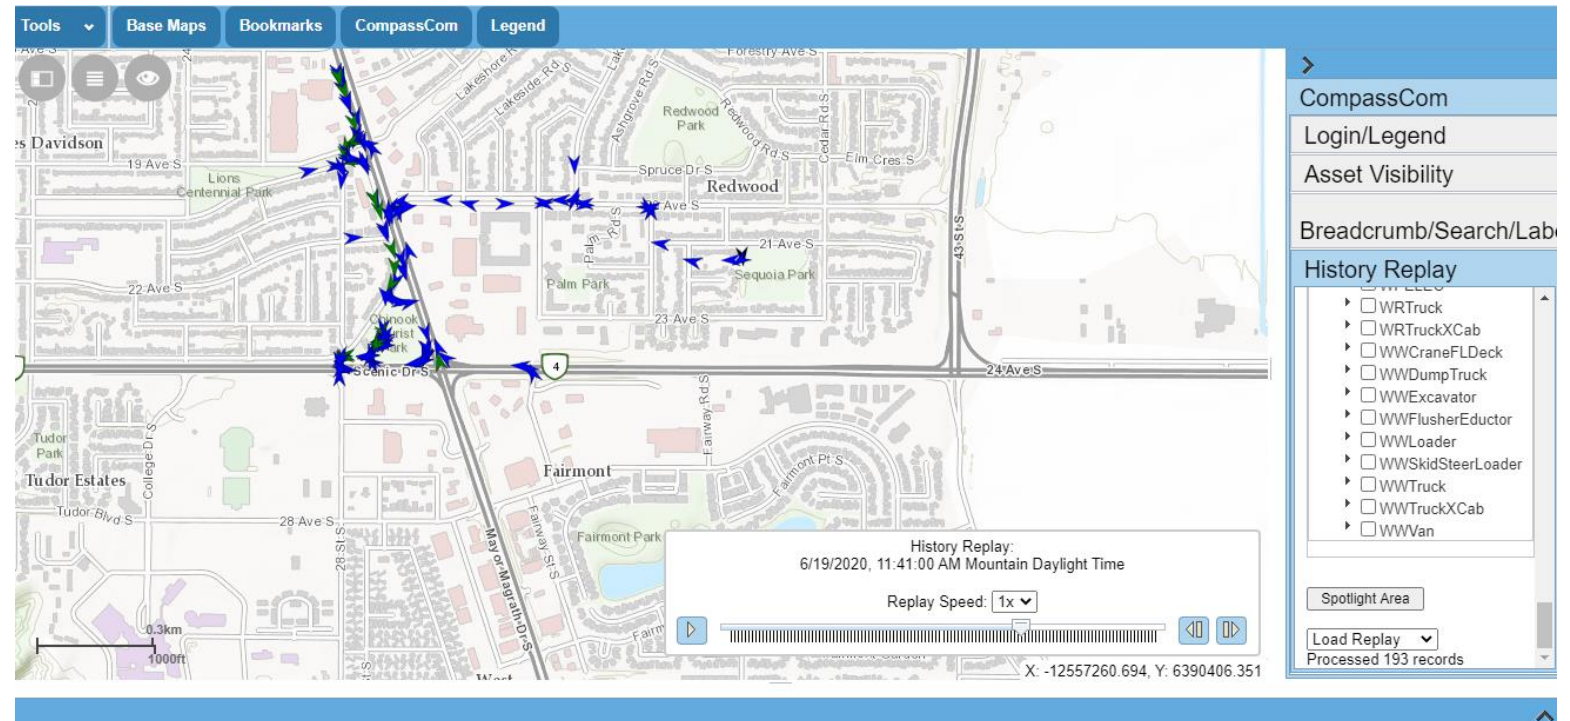 Tools
Base Maps
Bookmarks
CompassCom
Legend
Forestry Ave S
Lakeshore Rd
Lakeside Rd S
Ashgrove Rd S
Redwood
Park
Redwood Rd S
Cedar Rd S
Elm Cres S
s Davidson
19 Ave S
Lions
Centennial Park
Spruce Dr S
Redwood
Ave S
43 St S
Palm Rd S
21 Ave S
Sequoia Park
Palm Park
22 Ave S
23 Ave S
Scenic Dr S
4
24 Ave S
Tudor
Park
Tudor Estates
College Dr S
Fairway Rd S
Fairmont
Fairmont Pt S
Tudor Blvd S
28 Ave S
28 St S
Mayor Magrath Dr S
Fairway St S
Fairmont Park
0.3km
1000ft
West
History Replay:
6/19/2020, 11:41:00 AM Mountain Daylight Time
Replay Speed: 1x
X: -12557260.694, Y: 6390406.351
CompassCom
Login/Legend
Asset Visibility
Breadcrumb/Search/Labe
History Replay
WRTruck
WRTruckXCab
WWCraneFLDeck
WWDumpTruck
WWExcavator
WWFlusherEductor
WWLoader
WWSkidSteerLoader
WWTruck
WWTruckXCab
WWVan
Spotlight Area
Load Replay
Processed 193 records